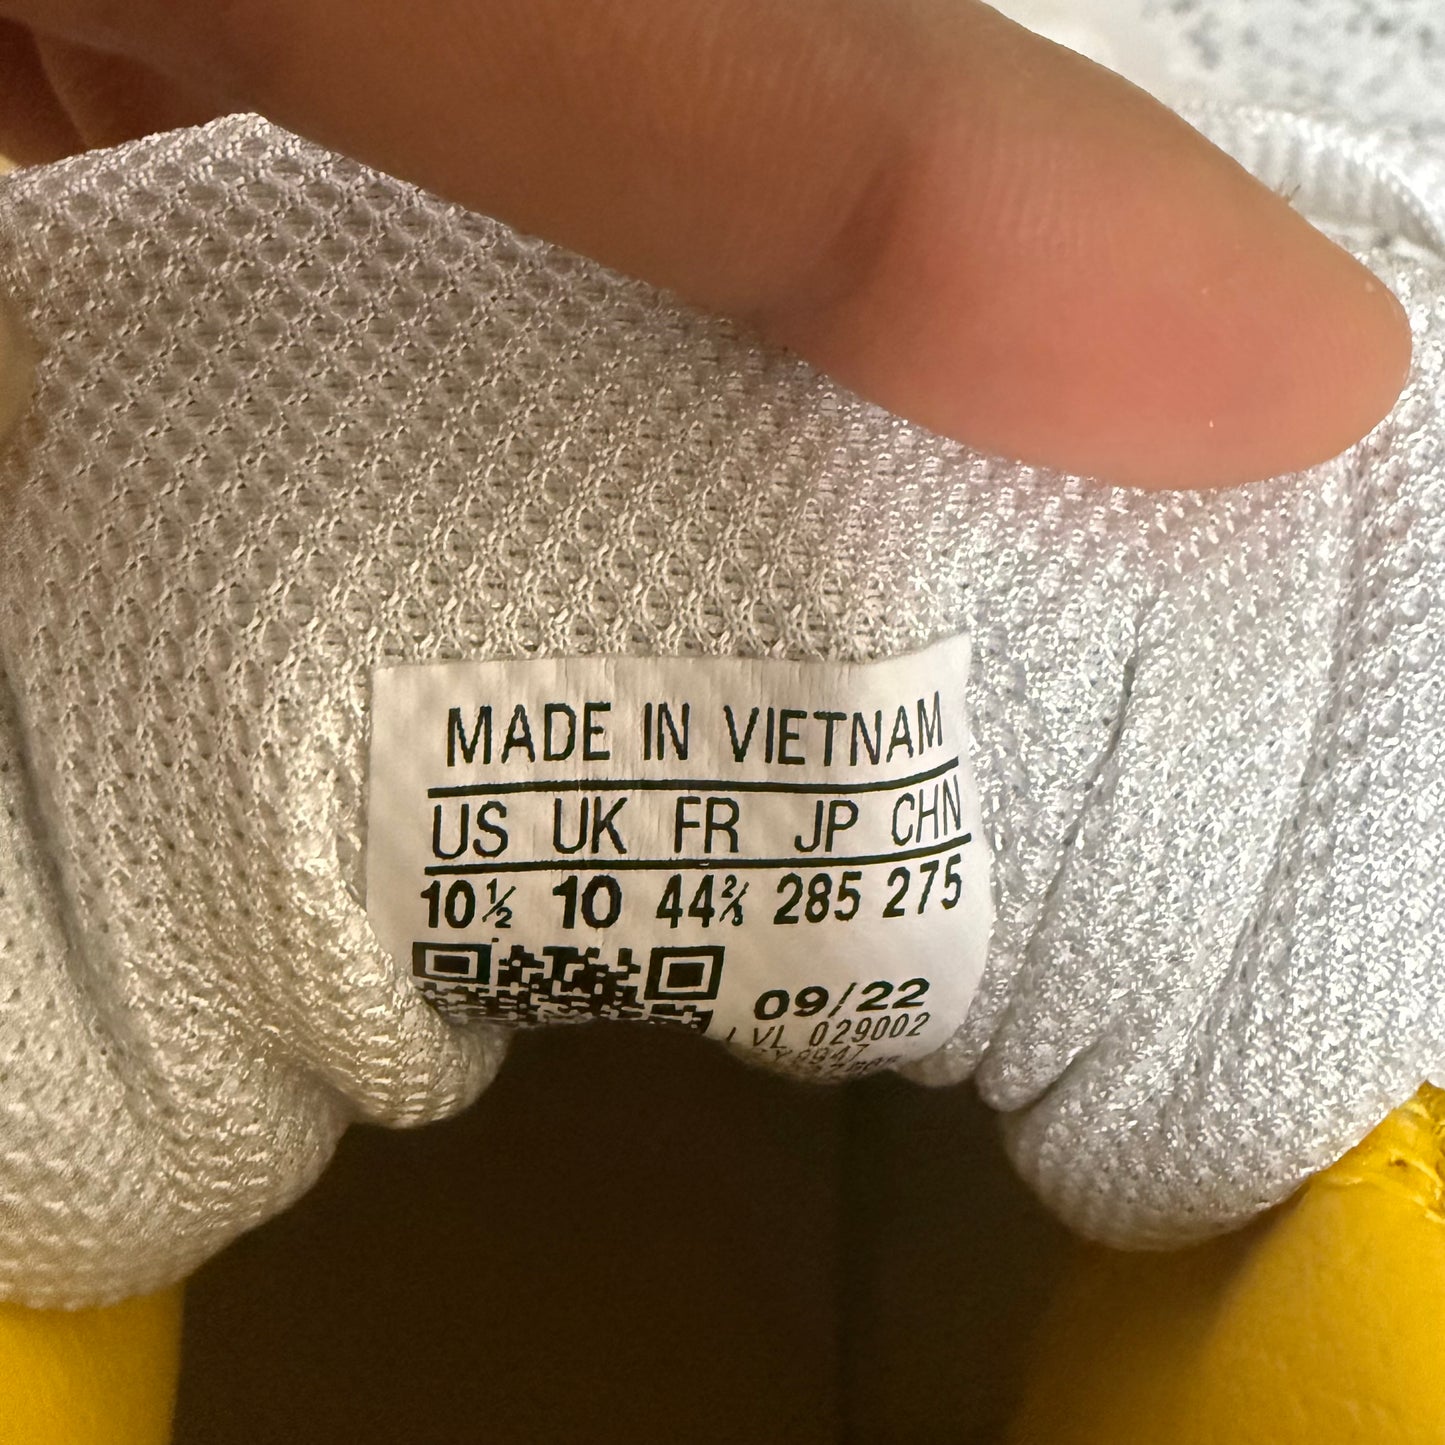 MADE IN VIETNAM
US UK FR JP CHN
10½ 10 44⅔ 285 275
09/22
LVL 029002